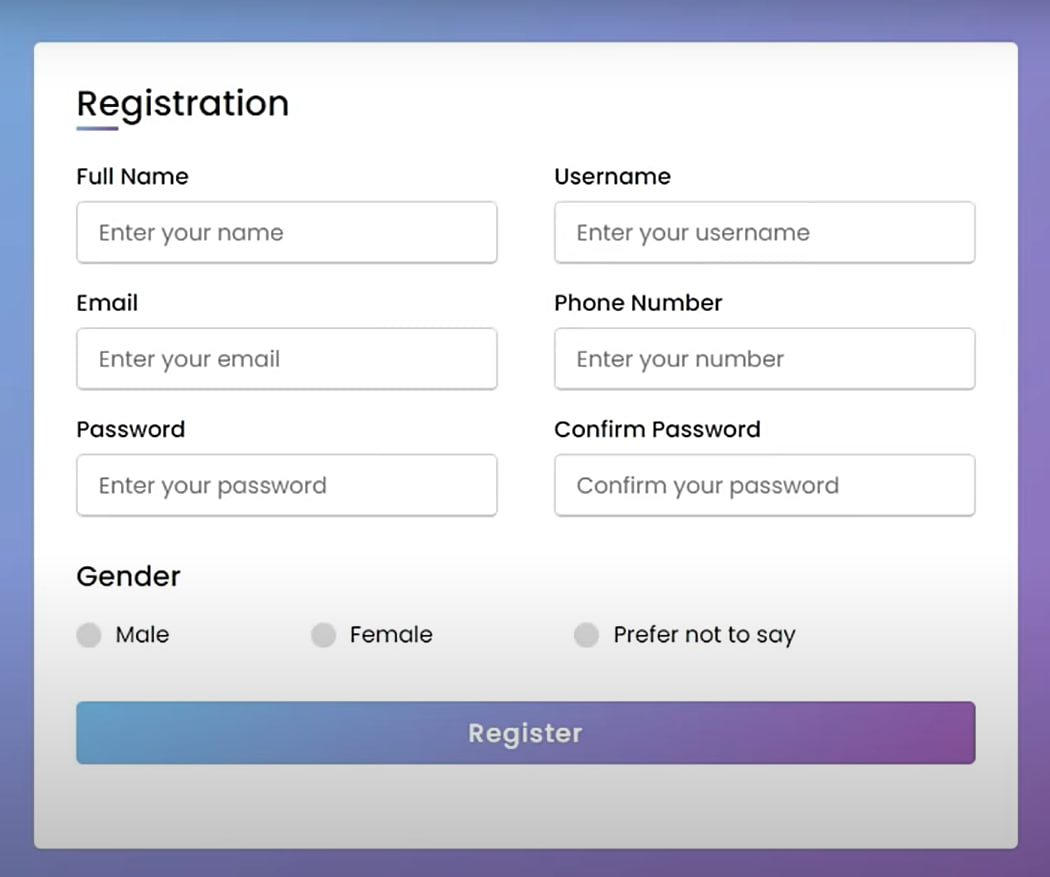 Registration
Full Name
Username
Enter your name
Enter your username
Email
Phone Number
Enter your email
Enter your number
Password
Confirm Password
Enter your password
Confirm your password
Gender
Male
Female
Prefer not to say
Register